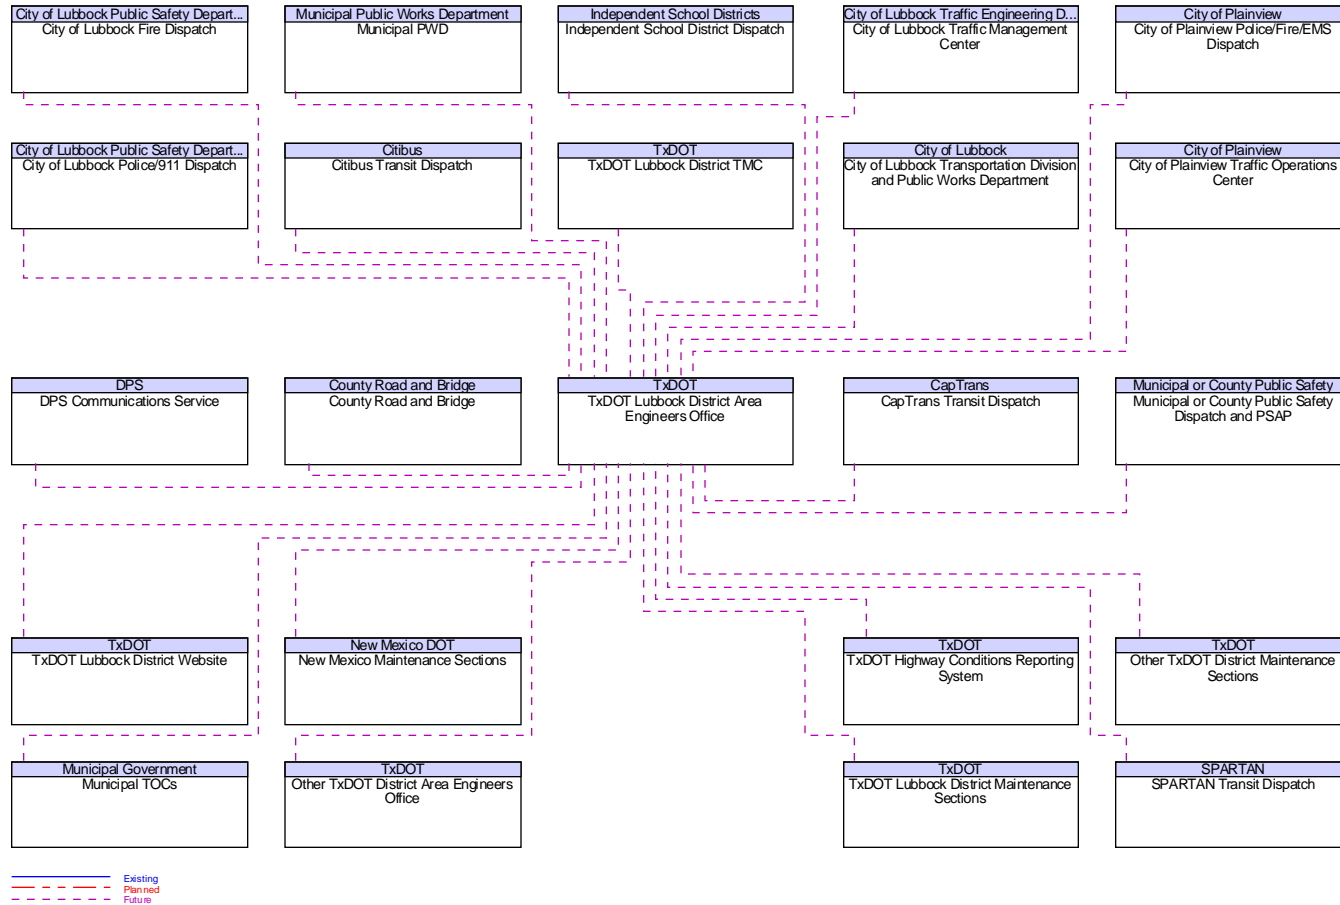 City of Lubbock Public Safety Depart...
City of Lubbock Fire Dispatch
Municipal Public Works Department
Municipal PWD
Independent School Districts
Independent School District Dispatch
City of Lubbock Traffic Engineering D...
City of Lubbock Traffic Management
Center
City of Plainview
City of Plainview Police/Fire/EMS
Dispatch
City of Lubbock Public Safety Depart...
City of Lubbock Police/911 Dispatch
Citibus
Citibus Transit Dispatch
TxDOT
TxDOT Lubbock District TMC
City of Lubbock
City of Lubbock Transportation Division
and Public Works Department
City of Plainview
City of Plainview Traffic Operations
Center
DPS
DPS Communications Service
County Road and Bridge
County Road and Bridge
TxDOT
TxDOT Lubbock District Area
Engineers Office
CapTrans
CapTrans Transit Dispatch
Municipal or County Public Safety
Municipal or County Public Safety
Dispatch and PSAP
TxDOT
TxDOT Lubbock District Website
New Mexico DOT
New Mexico Maintenance Sections
TxDOT
TxDOT Highway Conditions Reporting
System
TxDOT
Other TxDOT District Maintenance
Sections
Municipal Government
Municipal TOCs
TxDOT
Other TxDOT District Area Engineers
Office
TxDOT
TxDOT Lubbock District Maintenance
Sections
SPARTAN
SPARTAN Transit Dispatch
Existing
Planned
Future